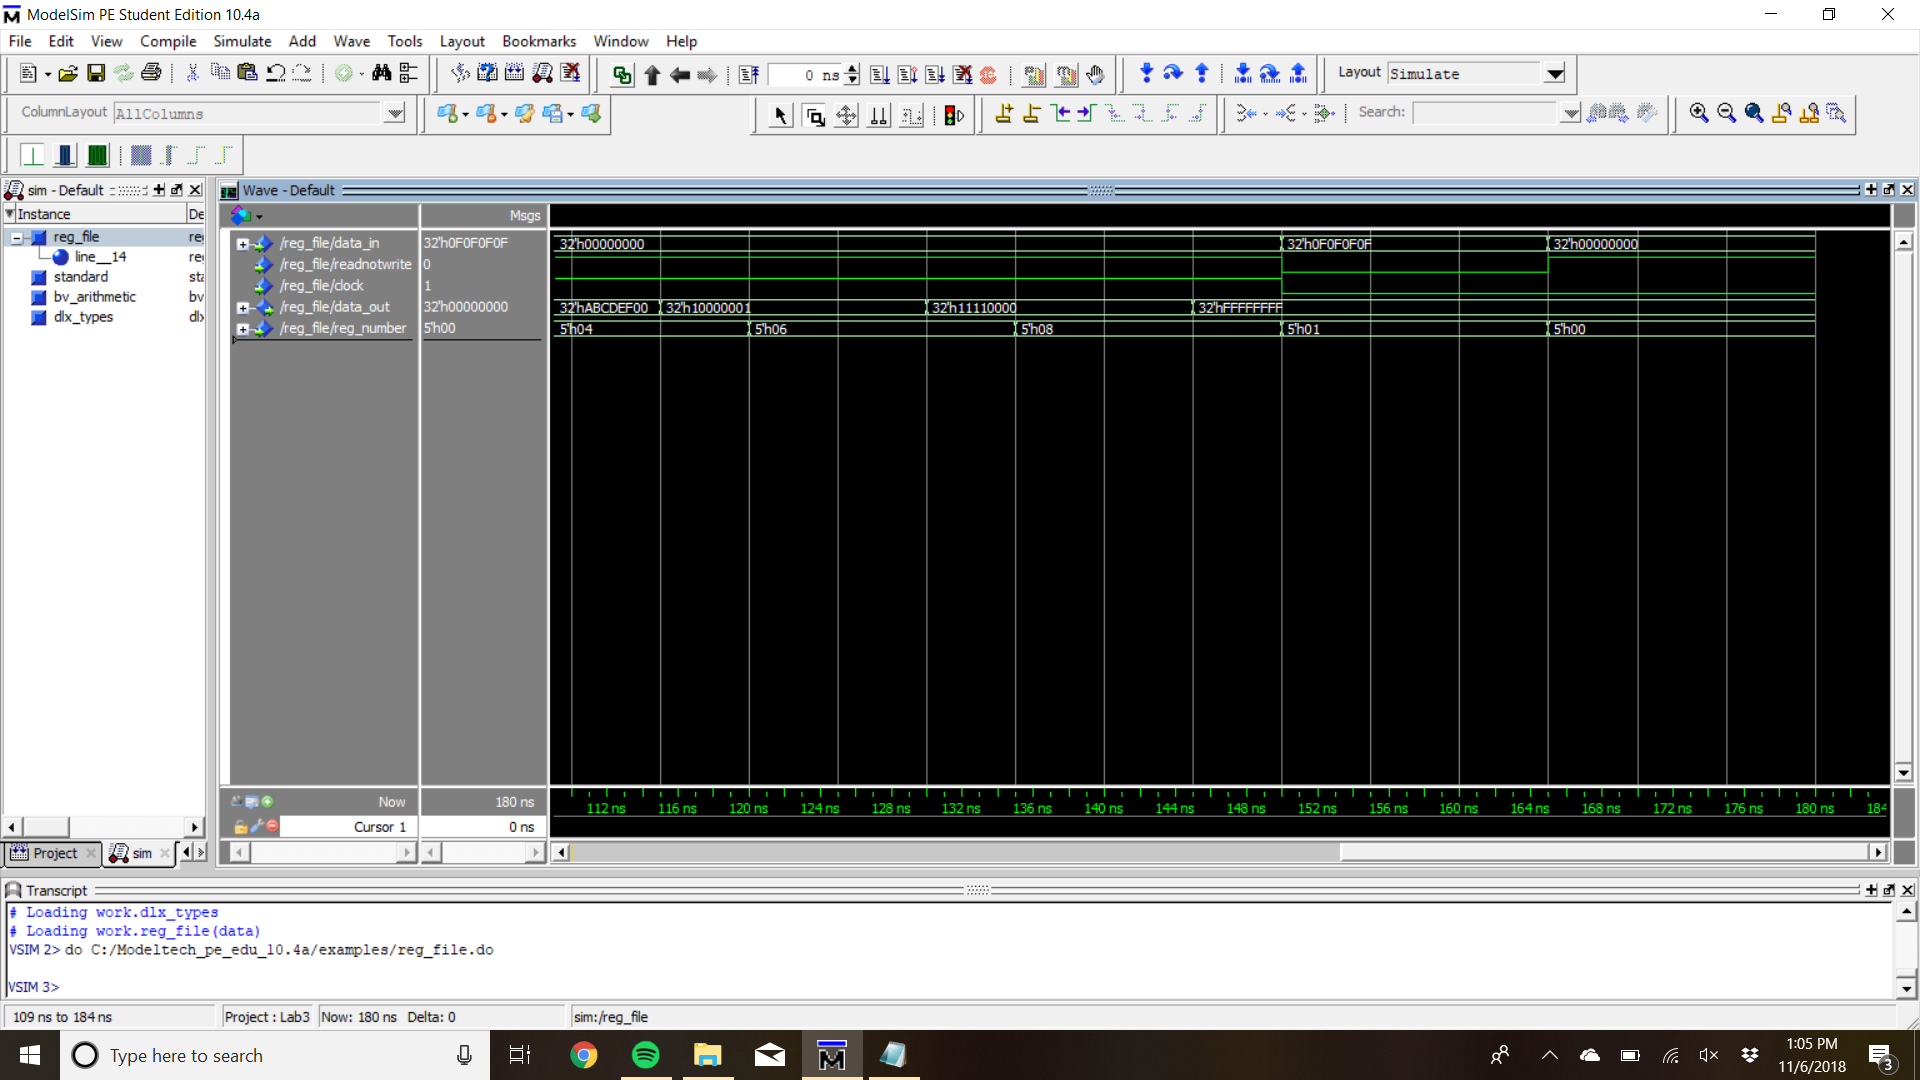 ModelSim PE Student Edition 10.4a
File Edit View Compile Simulate Add Wave Tools Layout Bookmarks Window Help
0 ns
Layout Simulate
ColumnLayout AllColumns
Search:
sim - Default
Wave - Default
Instance De
Msgs
reg_file re
line__14 re
standard sta
bv_arithmetic bv
dlx_types dlx
/reg_file/data_in 32'h0F0F0F0F 32'h00000000 32'h0F0F0F0F 32'h00000000
/reg_file/readnotwrite 0
/reg_file/clock 1
/reg_file/data_out 32'h00000000 32'hABCDEF00 32'h10000001 32'h11110000 32'hFFFFFFFF
/reg_file/reg_number 5'h00 5'h04 5'h06 5'h08 5'h01 5'h00
Now 180 ns
112 ns 116 ns 120 ns 124 ns 128 ns 132 ns 136 ns 140 ns 144 ns 148 ns 152 ns 156 ns 160 ns 164 ns 168 ns 172 ns 176 ns 180 ns 184
Cursor 1 0 ns
Project sim
Transcript
# Loading work.dlx_types
# Loading work.reg_file(data)
VSIM 2> do C:/Modeltech_pe_edu_10.4a/examples/reg_file.do
VSIM 3>
109 ns to 184 ns Project : Lab3 Now: 180 ns Delta: 0 sim:/reg_file
Type here to search
1:05 PM
11/6/2018
3